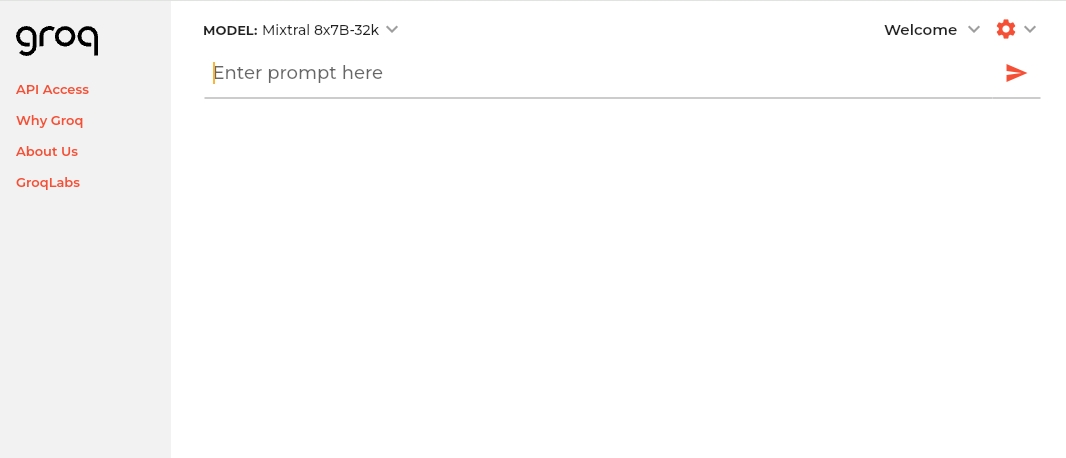 groq
API Access
Why Groq
About Us
GroqLabs
MODEL: Mixtral 8x7B-32k
Welcome
Enter prompt here